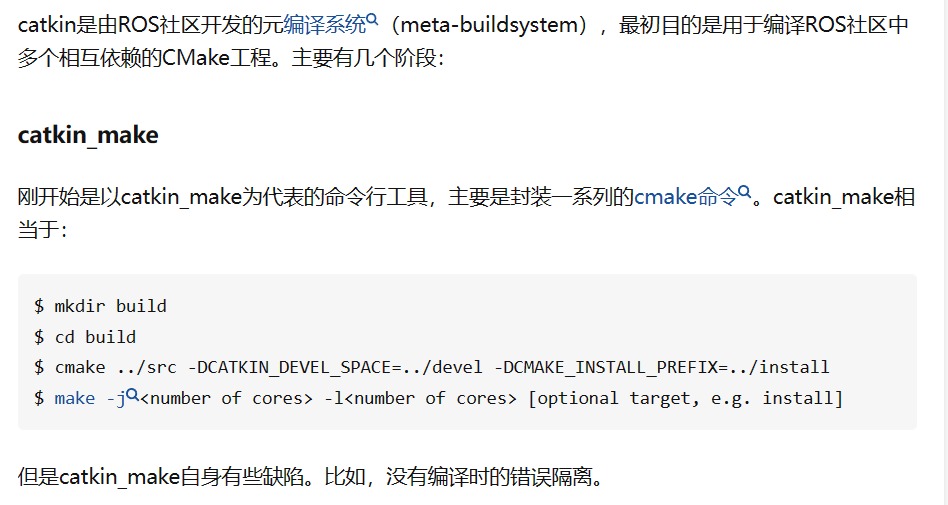 catkin是由ROS社区开发的元编译系统（meta-buildsystem），最初目的是用于编译ROS社区中
多个相互依赖的CMake工程。主要有几个阶段：
catkin_make
刚开始是以catkin_make为代表的命令行工具，主要是封装一系列的cmake命令。catkin_make相
当于：
$ mkdir build
$ cd build
$ cmake ../src -DCATKIN_DEVEL_SPACE=../devel -DCMAKE_INSTALL_PREFIX=../install
$ make -j<number of cores> -l<number of cores> [optional target, e.g. install]
但是catkin_make自身有些缺陷。比如，没有编译时的错误隔离。